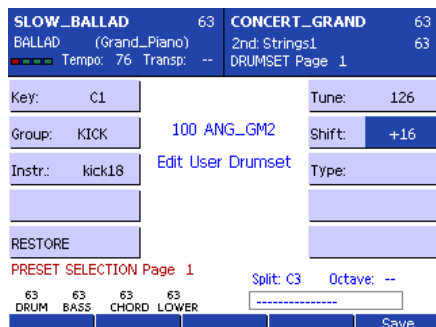 SLOW_BALLAD 63 CONCERT_GRAND 63
BALLAD (Grand_Piano) 2nd: Strings1 63
Tempo: 76 Transp: -- DRUMSET Page 1
Key: C1 Tune: 126
Group: KICK 100 ANG_GM2 Shift: +16
Instr.: kick18 Edit User Drumset Type:
RESTORE
PRESET SELECTION Page 1
Split: C3 Octave: --
63 63 63 63
DRUM BASS CHORD LOWER
---------------
Save